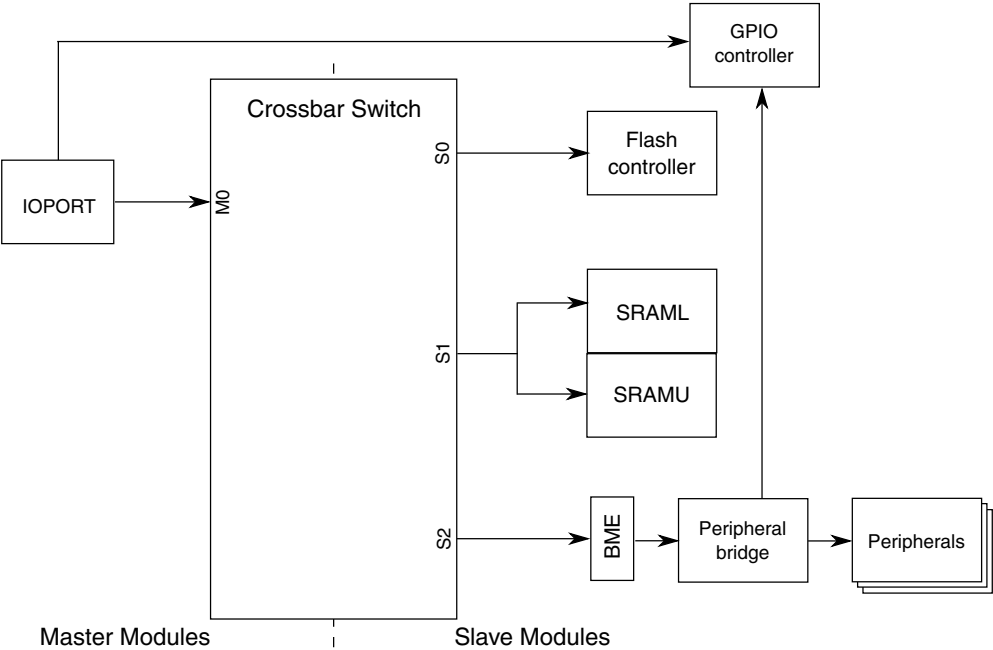 GPIO
controller
Crossbar Switch
S0
Flash
controller
IOPORT
M0
SRAML
S1
SRAMU
S2
BME
Peripheral
bridge
Peripherals
Master Modules
Slave Modules